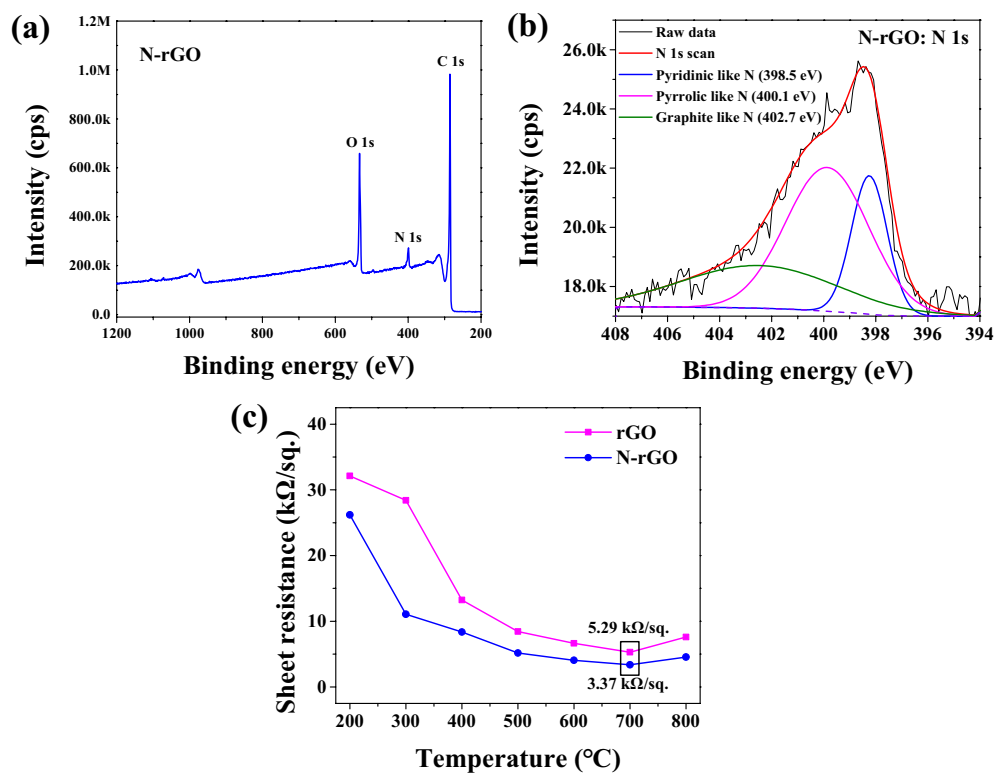 (a)
N-rGO
C 1s
O 1s
N 1s
1.2M
1.0M
800.0k
600.0k
400.0k
200.0k
0.0
Intensity (cps)
1200 1000 800 600 400 200
Binding energy (eV)
(b)
N-rGO: N 1s
Raw data
N 1s scan
Pyridinic like N (398.5 eV)
Pyrrolic like N (400.1 eV)
Graphite like N (402.7 eV)
26.0k
24.0k
22.0k
20.0k
18.0k
Intensity (cps)
408 406 404 402 400 398 396 394
Binding energy (eV)
(c)
rGO
N-rGO
40
30
20
10
0
Sheet resistance (kΩ/sq.)
5.29 kΩ/sq.
3.37 kΩ/sq.
200 300 400 500 600 700 800
Temperature (°C)